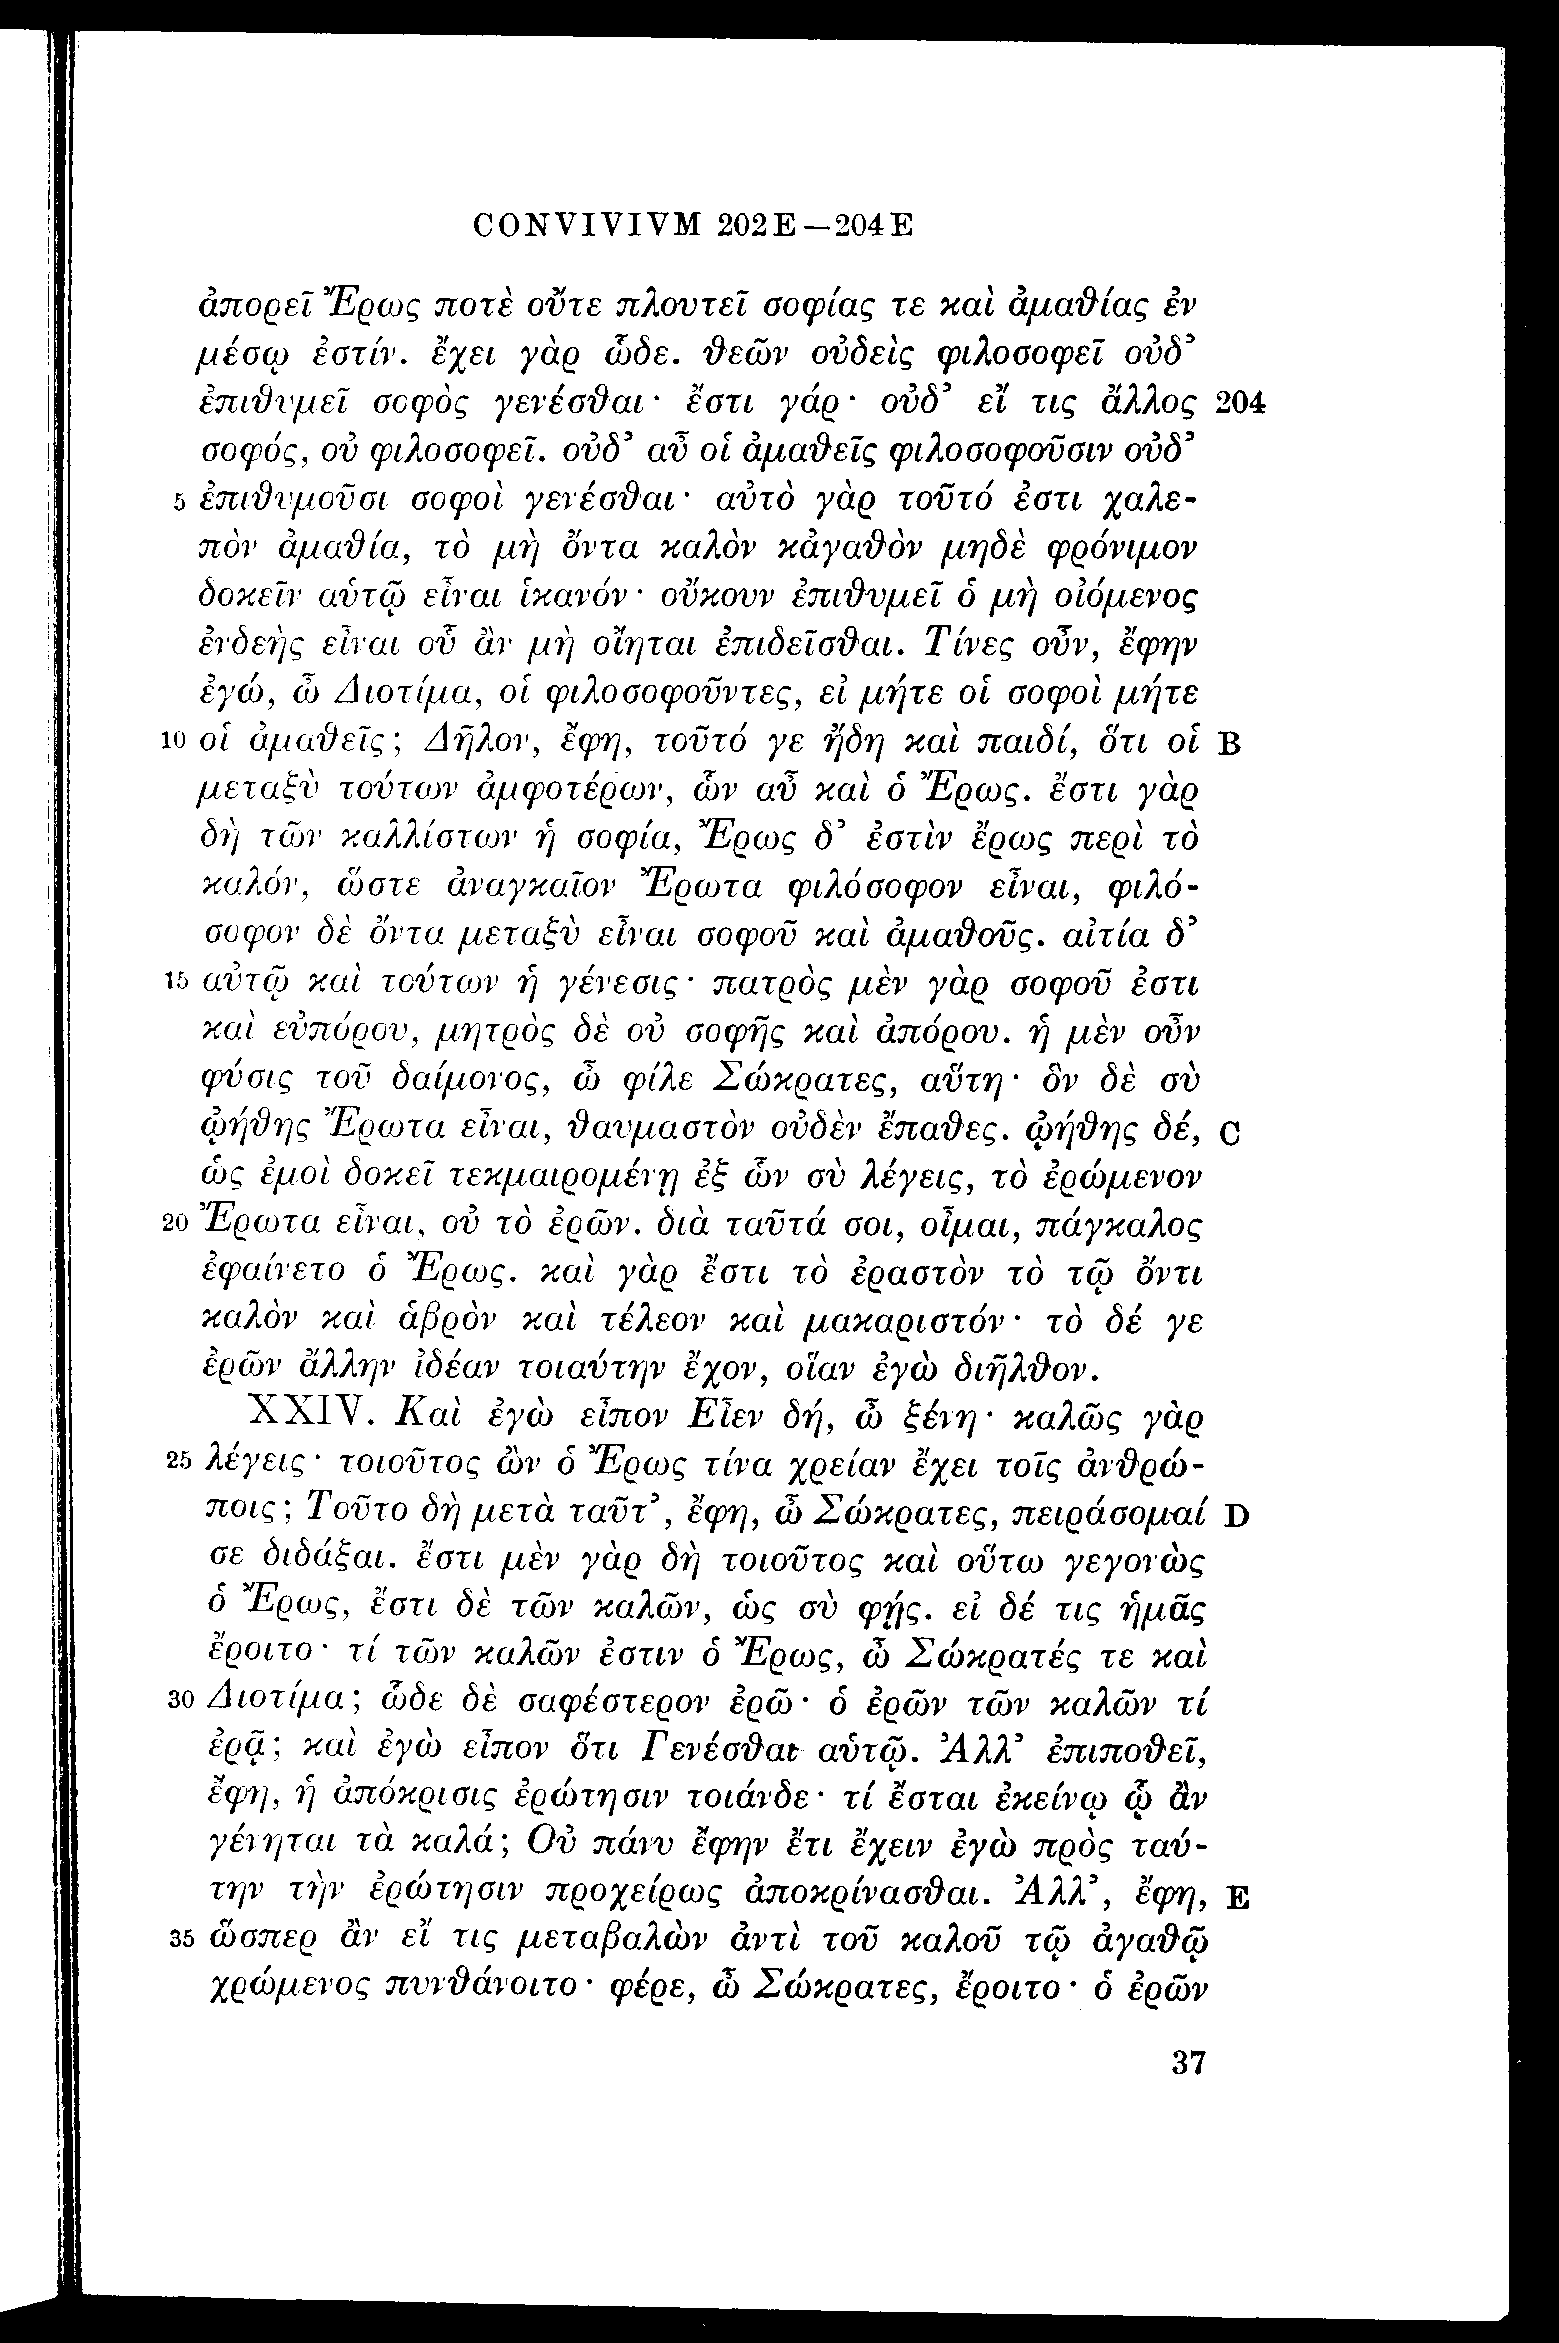 CONVIVIVM 202E—204E
ἀπορεῖ Ἔρως ποτὲ οὔτε πλουτεῖ σοφίας τε καὶ ἀμαθίας ἐν
μέσῳ ἐστίν. ἔχει γὰρ ὧδε. θεῶν οὐδεὶς φιλοσοφεῖ οὐδ᾽
ἐπιθυμεῖ σοφὸς γενέσθαι· ἔστι γάρ· οὐδ᾽ εἴ τις ἄλλος 204
σοφός, οὐ φιλοσοφεῖ. οὐδ᾽ αὖ οἱ ἀμαθεῖς φιλοσοφοῦσιν οὐδ᾽
5 ἐπιθυμοῦσι σοφοὶ γενέσθαι· αὐτὸ γὰρ τοῦτό ἐστι χαλε-
πὸν ἀμαθία, τὸ μὴ ὄντα καλὸν κἀγαθὸν μηδὲ φρόνιμον
δοκεῖν αὑτῷ εἶναι ἱκανόν· οὔκουν ἐπιθυμεῖ ὁ μὴ οἰόμενος
ἐνδεὴς εἶναι οὗ ἂν μὴ οἴηται ἐπιδεῖσθαι. Τίνες οὖν, ἔφην
ἐγώ, ὦ Διοτίμα, οἱ φιλοσοφοῦντες, εἰ μήτε οἱ σοφοὶ μήτε
10 οἱ ἀμαθεῖς; Δῆλον, ἔφη, τοῦτό γε ἤδη καὶ παιδί, ὅτι οἱ B
μεταξὺ τούτων ἀμφοτέρων, ὧν αὖ καὶ ὁ Ἔρως. ἔστι γὰρ
δὴ τῶν καλλίστων ἡ σοφία, Ἔρως δ᾽ ἐστὶν ἔρως περὶ τὸ
καλόν, ὥστε ἀναγκαῖον Ἔρωτα φιλόσοφον εἶναι, φιλό-
σοφον δὲ ὄντα μεταξὺ εἶναι σοφοῦ καὶ ἀμαθοῦς. αἰτία δ᾽
15 αὐτῷ καὶ τούτων ἡ γένεσις· πατρὸς μὲν γὰρ σοφοῦ ἐστι
καὶ εὐπόρου, μητρὸς δὲ οὐ σοφῆς καὶ ἀπόρου. ἡ μὲν οὖν
φύσις τοῦ δαίμονος, ὦ φίλε Σώκρατες, αὕτη· ὃν δὲ σὺ
ᾠήθης Ἔρωτα εἶναι, θαυμαστὸν οὐδὲν ἔπαθες. ᾠήθης δέ, C
ὡς ἐμοὶ δοκεῖ τεκμαιρομένῃ ἐξ ὧν σὺ λέγεις, τὸ ἐρώμενον
20 Ἔρωτα εἶναι, οὐ τὸ ἐρῶν. διὰ ταῦτά σοι, οἶμαι, πάγκαλος
ἐφαίνετο ὁ Ἔρως. καὶ γὰρ ἔστι τὸ ἐραστὸν τὸ τῷ ὄντι
καλὸν καὶ ἁβρὸν καὶ τέλεον καὶ μακαριστόν· τὸ δέ γε
ἐρῶν ἄλλην ἰδέαν τοιαύτην ἔχον, οἵαν ἐγὼ διῆλθον.
XXIV. Καὶ ἐγὼ εἶπον Εἶεν δή, ὦ ξένη· καλῶς γὰρ
25 λέγεις· τοιοῦτος ὢν ὁ Ἔρως τίνα χρείαν ἔχει τοῖς ἀνθρώ-
ποις; Τοῦτο δὴ μετὰ ταῦτ᾽, ἔφη, ὦ Σώκρατες, πειράσομαί D
σε διδάξαι. ἔστι μὲν γὰρ δὴ τοιοῦτος καὶ οὕτω γεγονὼς
ὁ Ἔρως, ἔστι δὲ τῶν καλῶν, ὡς σὺ φῄς. εἰ δέ τις ἡμᾶς
ἔροιτο· τί τῶν καλῶν ἐστιν ὁ Ἔρως, ὦ Σώκρατές τε καὶ
30 Διοτίμα; ὧδε δὲ σαφέστερον ἐρῶ· ὁ ἐρῶν τῶν καλῶν τί
ἐρᾷ; καὶ ἐγὼ εἶπον ὅτι Γενέσθαι αὑτῷ. Ἀλλ᾽ ἐπιποθεῖ,
ἔφη, ἡ ἀπόκρισις ἐρώτησιν τοιάνδε· τί ἔσται ἐκείνῳ ᾧ ἂν
γένηται τὰ καλά; Οὐ πάνυ ἔφην ἔτι ἔχειν ἐγὼ πρὸς ταύ-
την τὴν ἐρώτησιν προχείρως ἀποκρίνασθαι. Ἀλλ᾽, ἔφη, E
35 ὥσπερ ἂν εἴ τις μεταβαλὼν ἀντὶ τοῦ καλοῦ τῷ ἀγαθῷ
χρώμενος πυνθάνοιτο· φέρε, ὦ Σώκρατες, ἔροιτο· ὁ ἐρῶν
37